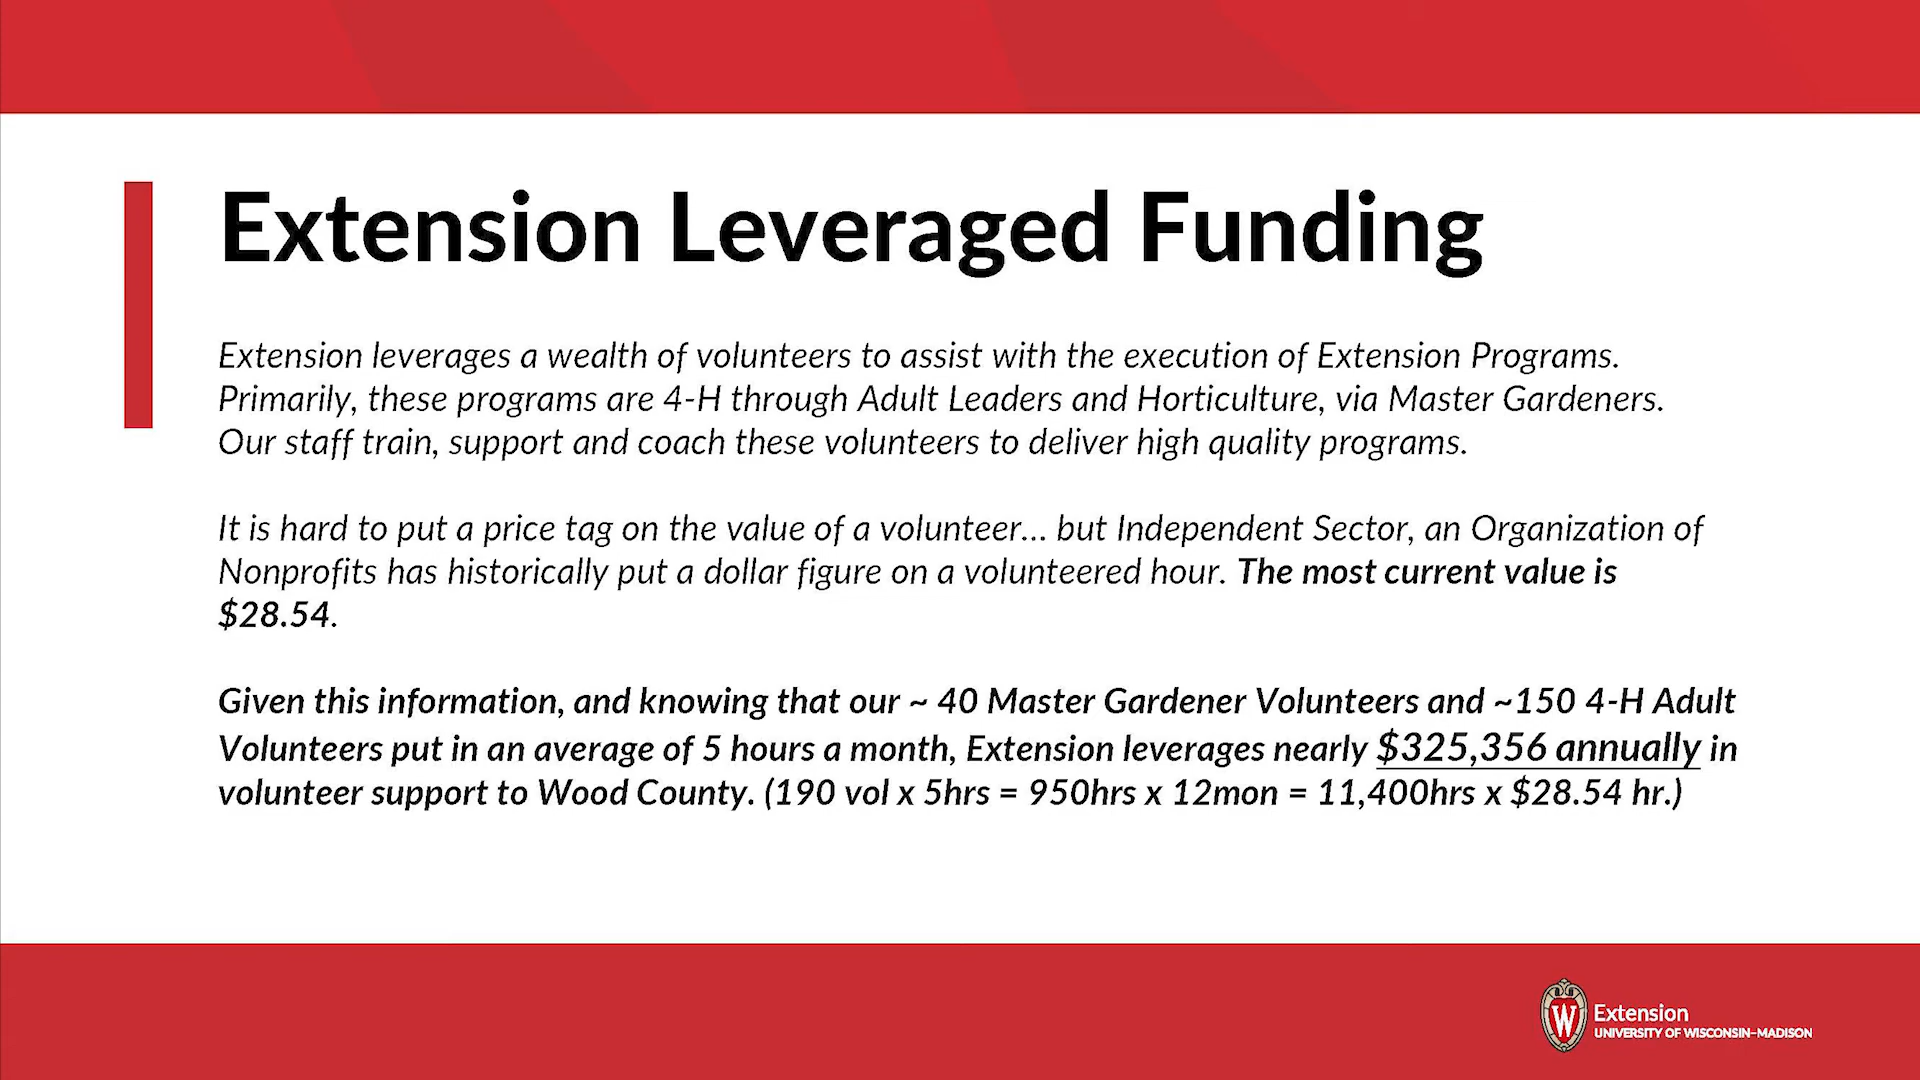 Extension Leveraged Funding
Extension leverages a wealth of volunteers to assist with the execution of Extension Programs.
Primarily, these programs are 4-H through Adult Leaders and Horticulture, via Master Gardeners.
Our staff train, support and coach these volunteers to deliver high quality programs.
It is hard to put a price tag on the value of a volunteer... but Independent Sector, an Organization of
Nonprofits has historically put a dollar figure on a volunteered hour. The most current value is
$28.54.
Given this information, and knowing that our ~ 40 Master Gardener Volunteers and ~150 4-H Adult
Volunteers put in an average of 5 hours a month, Extension leverages nearly $325,356 annually in
volunteer support to Wood County. (190 vol x 5hrs = 950hrs x 12mon = 11,400hrs x $28.54 hr.)
W
Extension
UNIVERSITY OF WISCONSIN–MADISON